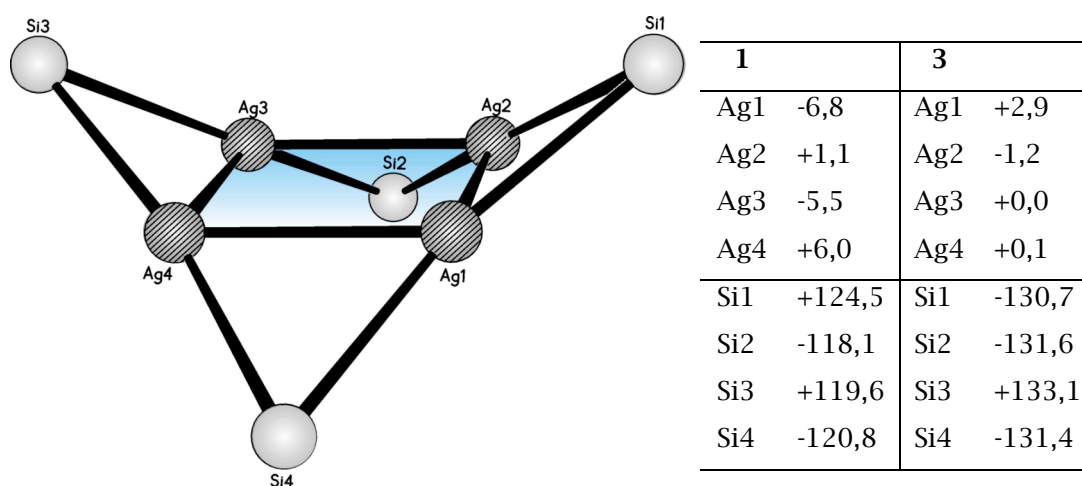 Si3
Si1
Ag3
Ag2
Si2
Ag4
Ag1
Si4
1 3
Ag1 -6,8 Ag1 +2,9
Ag2 +1,1 Ag2 -1,2
Ag3 -5,5 Ag3 +0,0
Ag4 +6,0 Ag4 +0,1
Si1 +124,5 Si1 -130,7
Si2 -118,1 Si2 -131,6
Si3 +119,6 Si3 +133,1
Si4 -120,8 Si4 -131,4